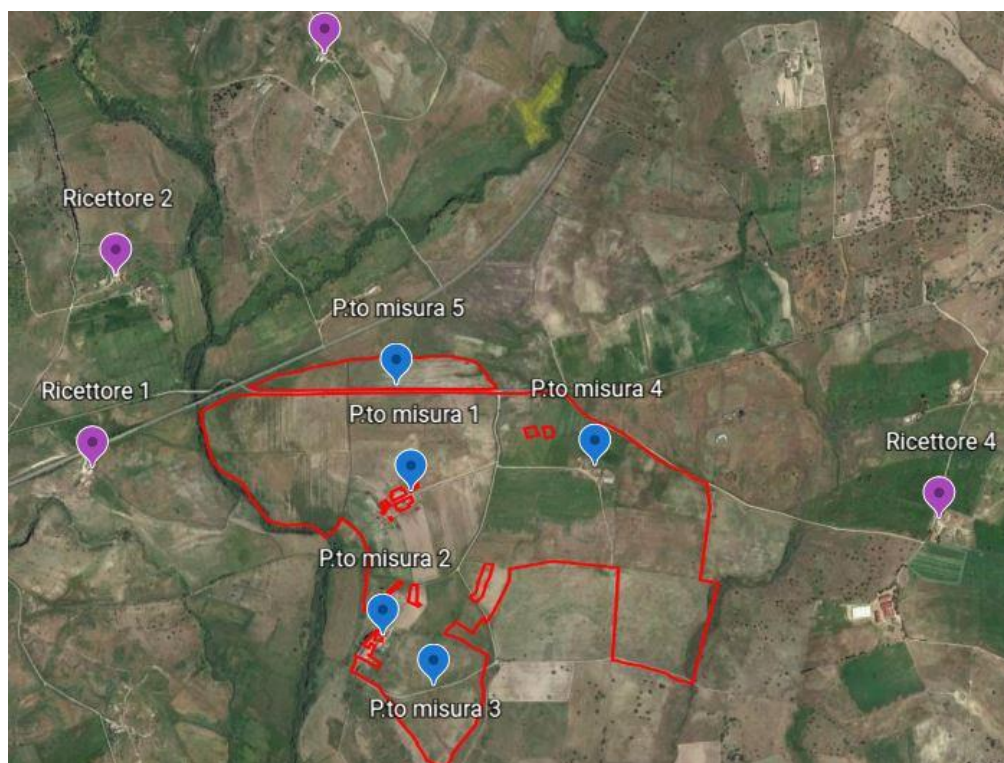 Ricettore 2
P.to misura 5
Ricettore 1
P.to misura 4
P.to misura 1
Ricettore 4
P.to misura 2
P.to misura 3